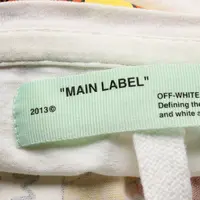 "MAIN LABEL"
2013©
OFF-WHITE
Defining the
and white a